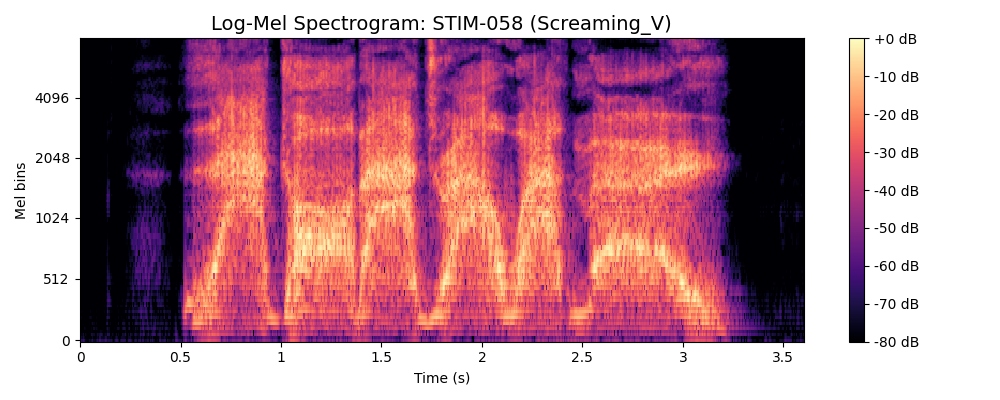 Log-Mel Spectrogram: STIM-058 (Screaming_V)
Mel bins
4096
2048
1024
512
0
0 0.5 1 1.5 2 2.5 3 3.5
Time (s)
+0 dB
-10 dB
-20 dB
-30 dB
-40 dB
-50 dB
-60 dB
-70 dB
-80 dB